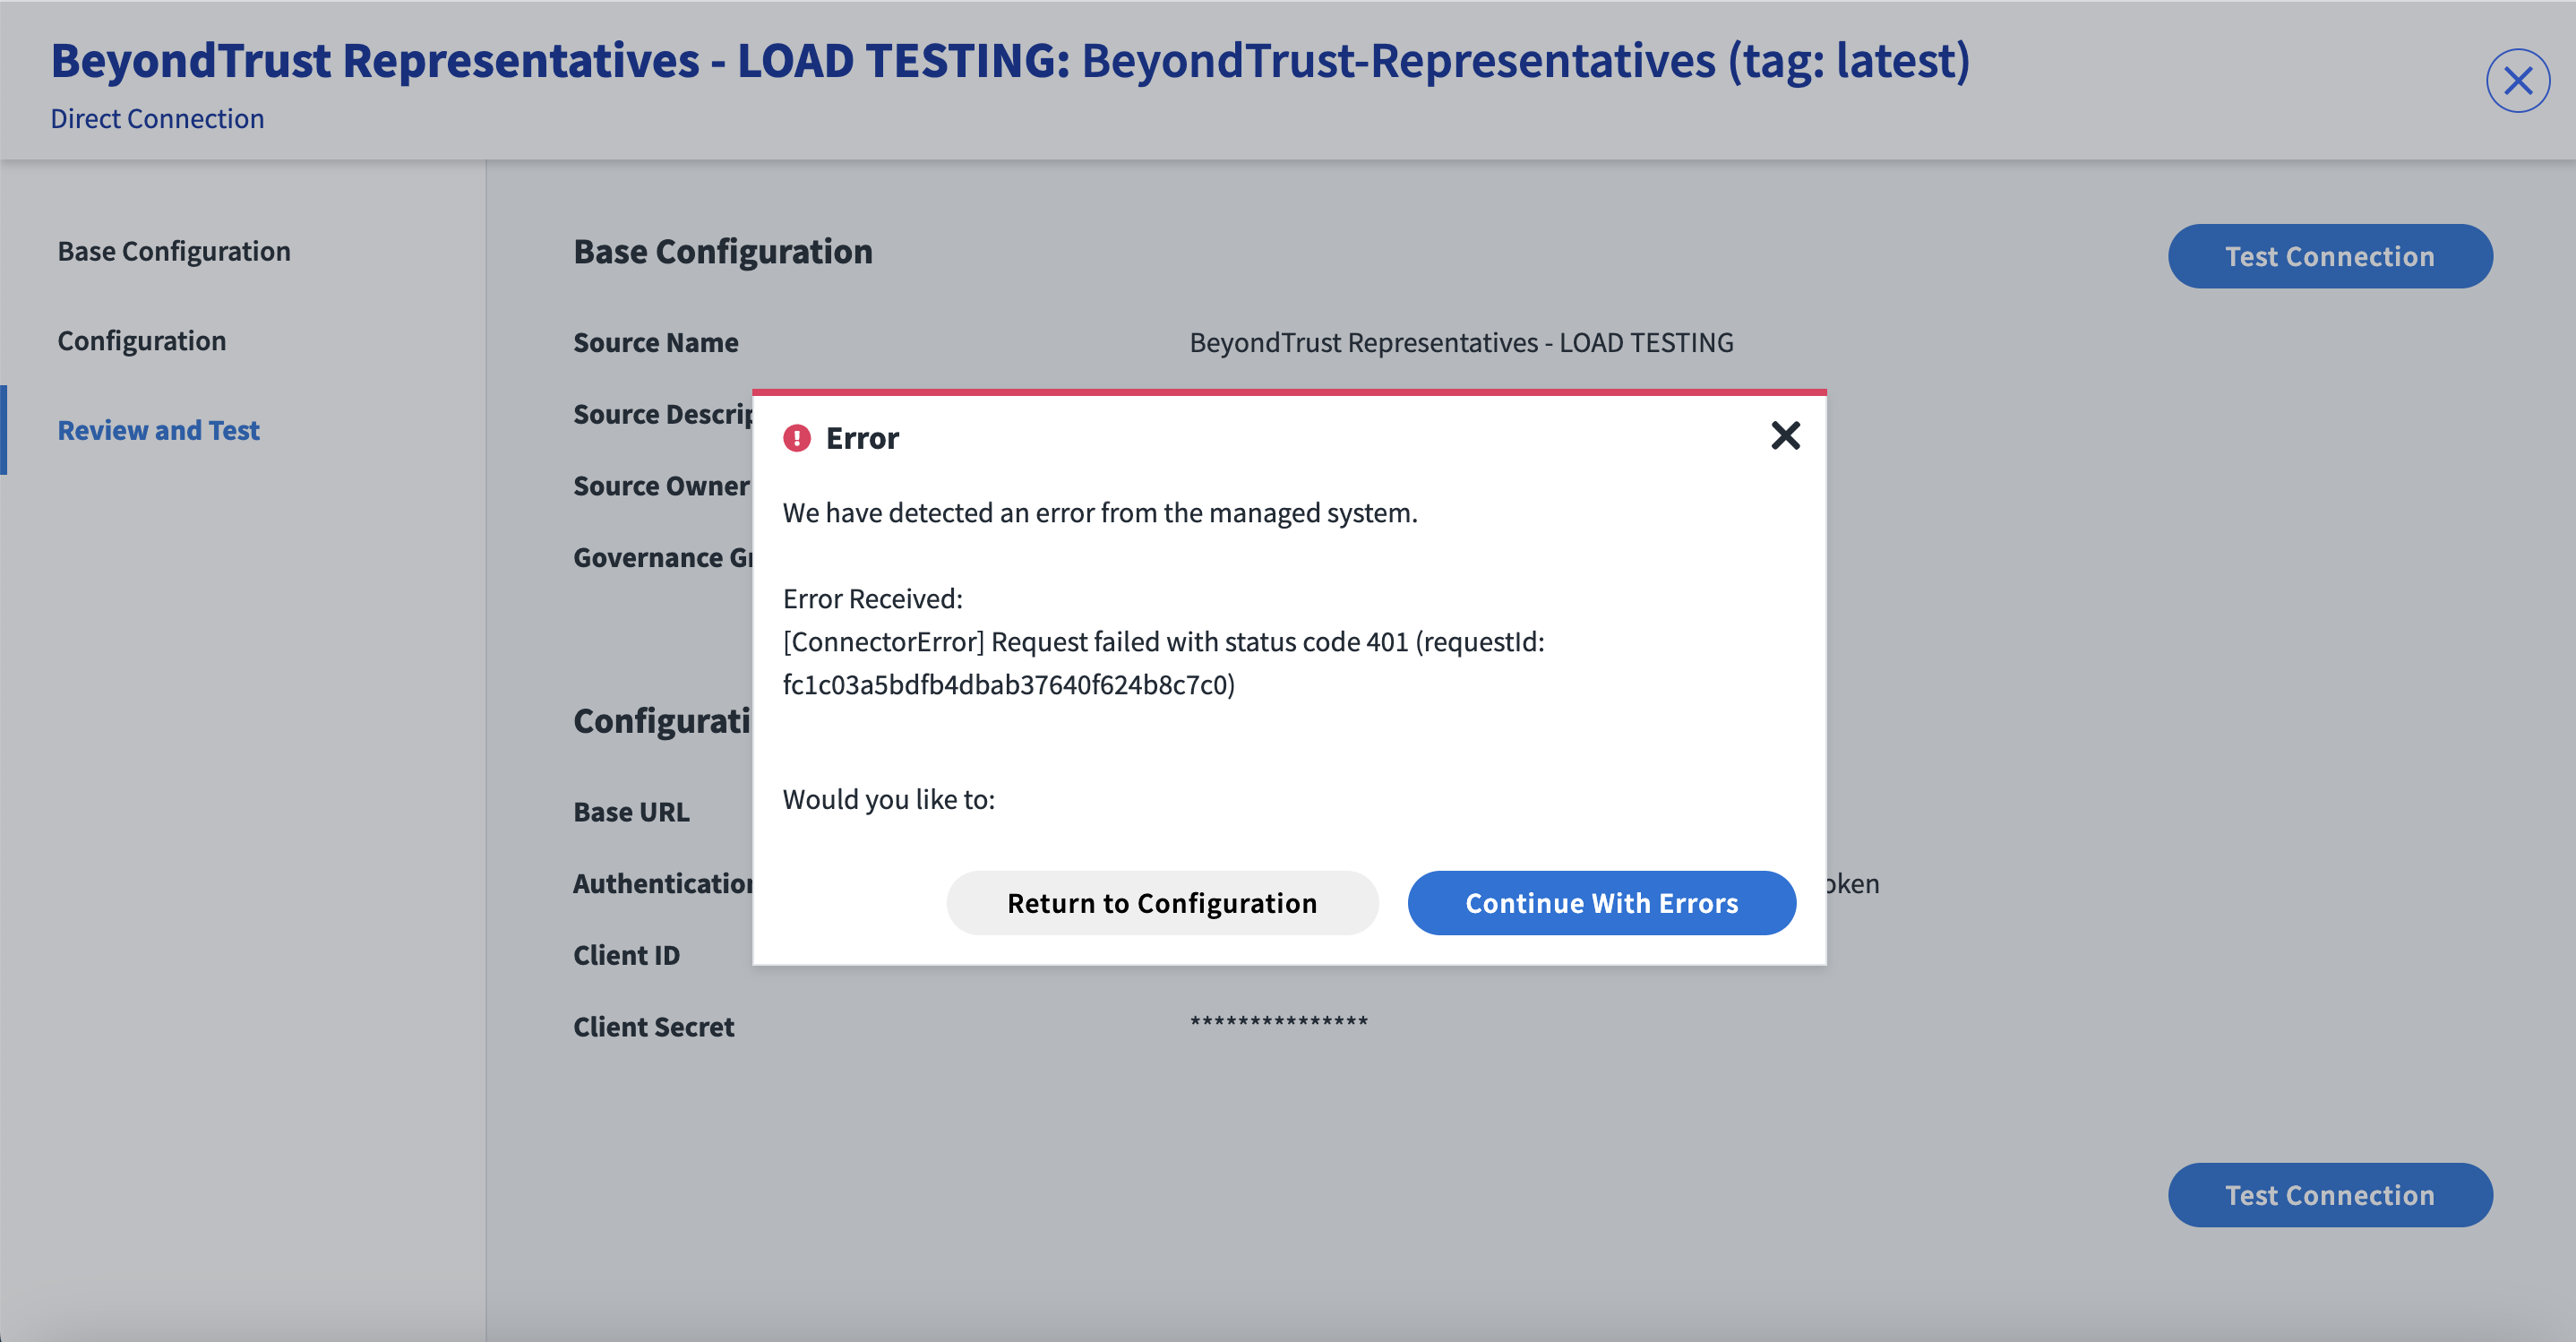 BeyondTrust Representatives - LOAD TESTING: BeyondTrust-Representatives (tag: latest)
Direct Connection
Base Configuration
Configuration
Review and Test
Base Configuration
Test Connection
Source Name
BeyondTrust Representatives - LOAD TESTING
Source Descrip
Source Owner
Governance Gr
Error
We have detected an error from the managed system.
Error Received:
[ConnectorError] Request failed with status code 401 (requestId:
fc1c03a5bdfb4dbab37640f624b8c7c0)
Would you like to:
Return to Configuration
Continue With Errors
Configurati
Base URL
Authentication
oken
Client ID
Client Secret
***************
Test Connection